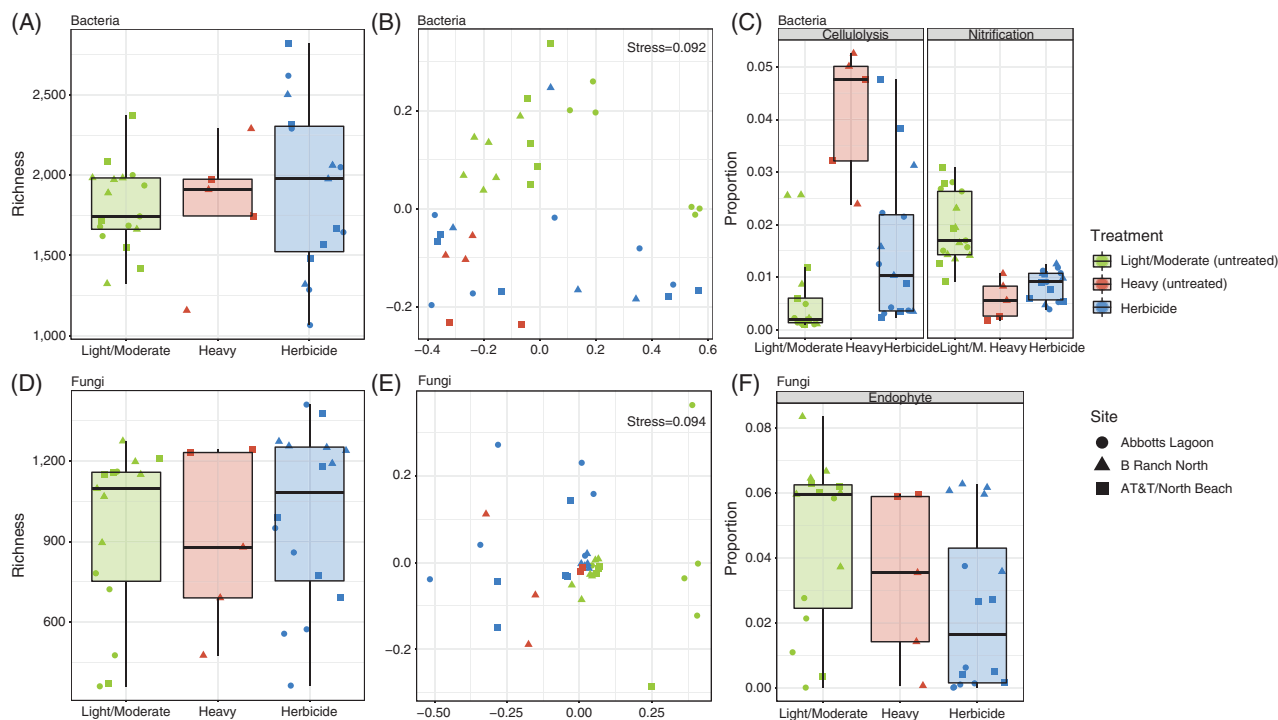 (A)
Bacteria
Richness
2,500
2,000
1,500
1,000
Light/Moderate Heavy Herbicide
(B)
Bacteria
Stress=0.092
0.2
0.0
−0.2
−0.4 −0.2 0.0 0.2 0.4 0.6
(C)
Bacteria
Cellulolysis Nitrification
Proportion
0.05
0.04
0.03
0.02
0.01
0.00
Light/Moderate Heavy Herbicide Light/M. Heavy Herbicide
Treatment
Light/Moderate (untreated)
Heavy (untreated)
Herbicide
(D)
Fungi
Richness
1,200
900
600
Light/Moderate Heavy Herbicide
(E)
Fungi
Stress=0.094
0.2
0.0
−0.2
−0.50 −0.25 0.00 0.25
(F)
Fungi
Endophyte
Proportion
0.08
0.06
0.04
0.02
0.00
Light/Moderate Heavy Herbicide
Site
Abbotts Lagoon
B Ranch North
AT&T/North Beach